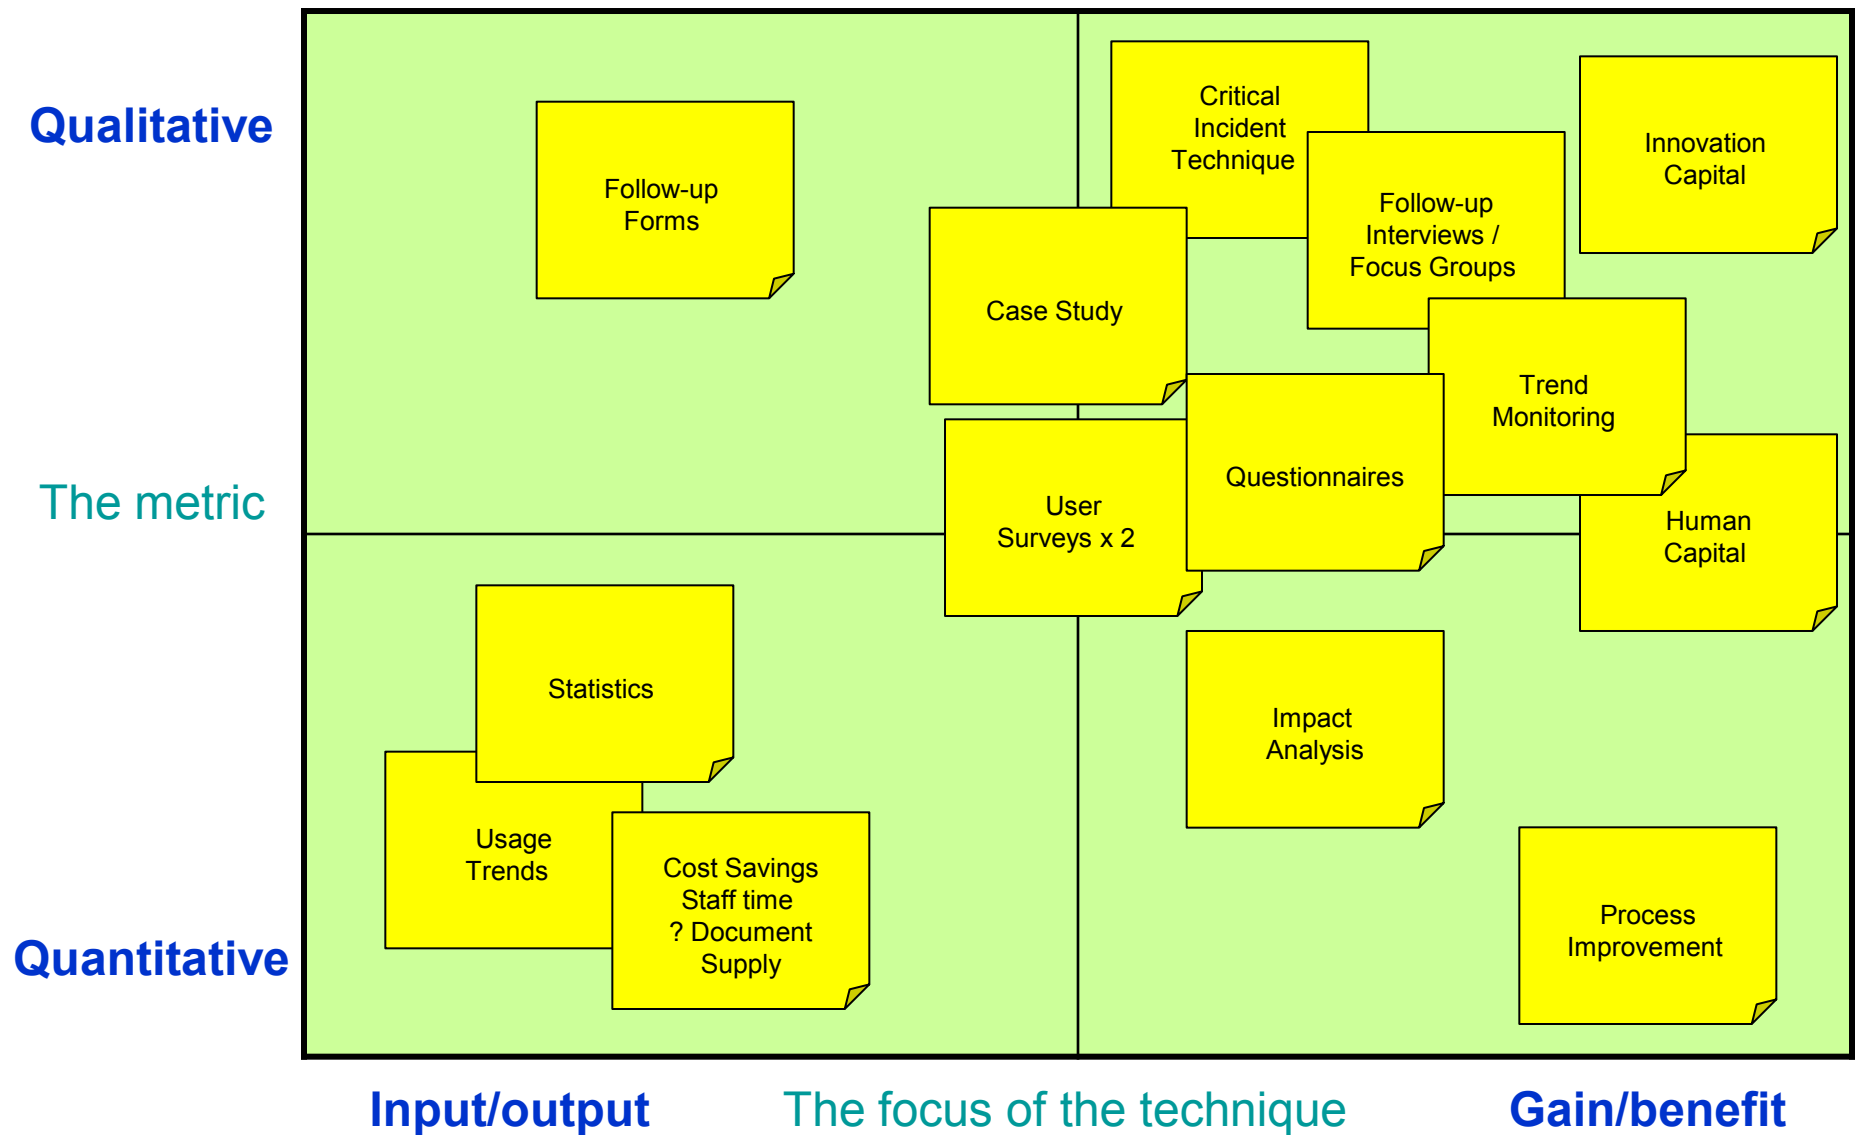 Qualitative
The metric
Quantitative
Follow-up
Forms
Critical
Incident
Technique
Follow-up
Interviews /
Focus Groups
Innovation
Capital
Case Study
Trend
Monitoring
User
Surveys x 2
Questionnaires
Human
Capital
Statistics
Usage
Trends
Cost Savings
Staff time
? Document
Supply
Impact
Analysis
Process
Improvement
Input/output
The focus of the technique
Gain/benefit